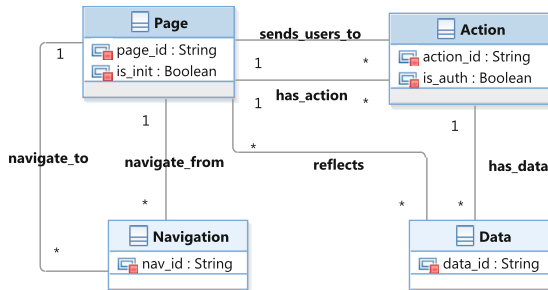 Page
page_id : String
is_init : Boolean
Action
action_id : String
is_auth : Boolean
sends_users_to
1
*
has_action
1
*
1
navigate_to
*
1
navigate_from
*
*
reflects
*
1
has_data
*
Navigation
nav_id : String
Data
data_id : String